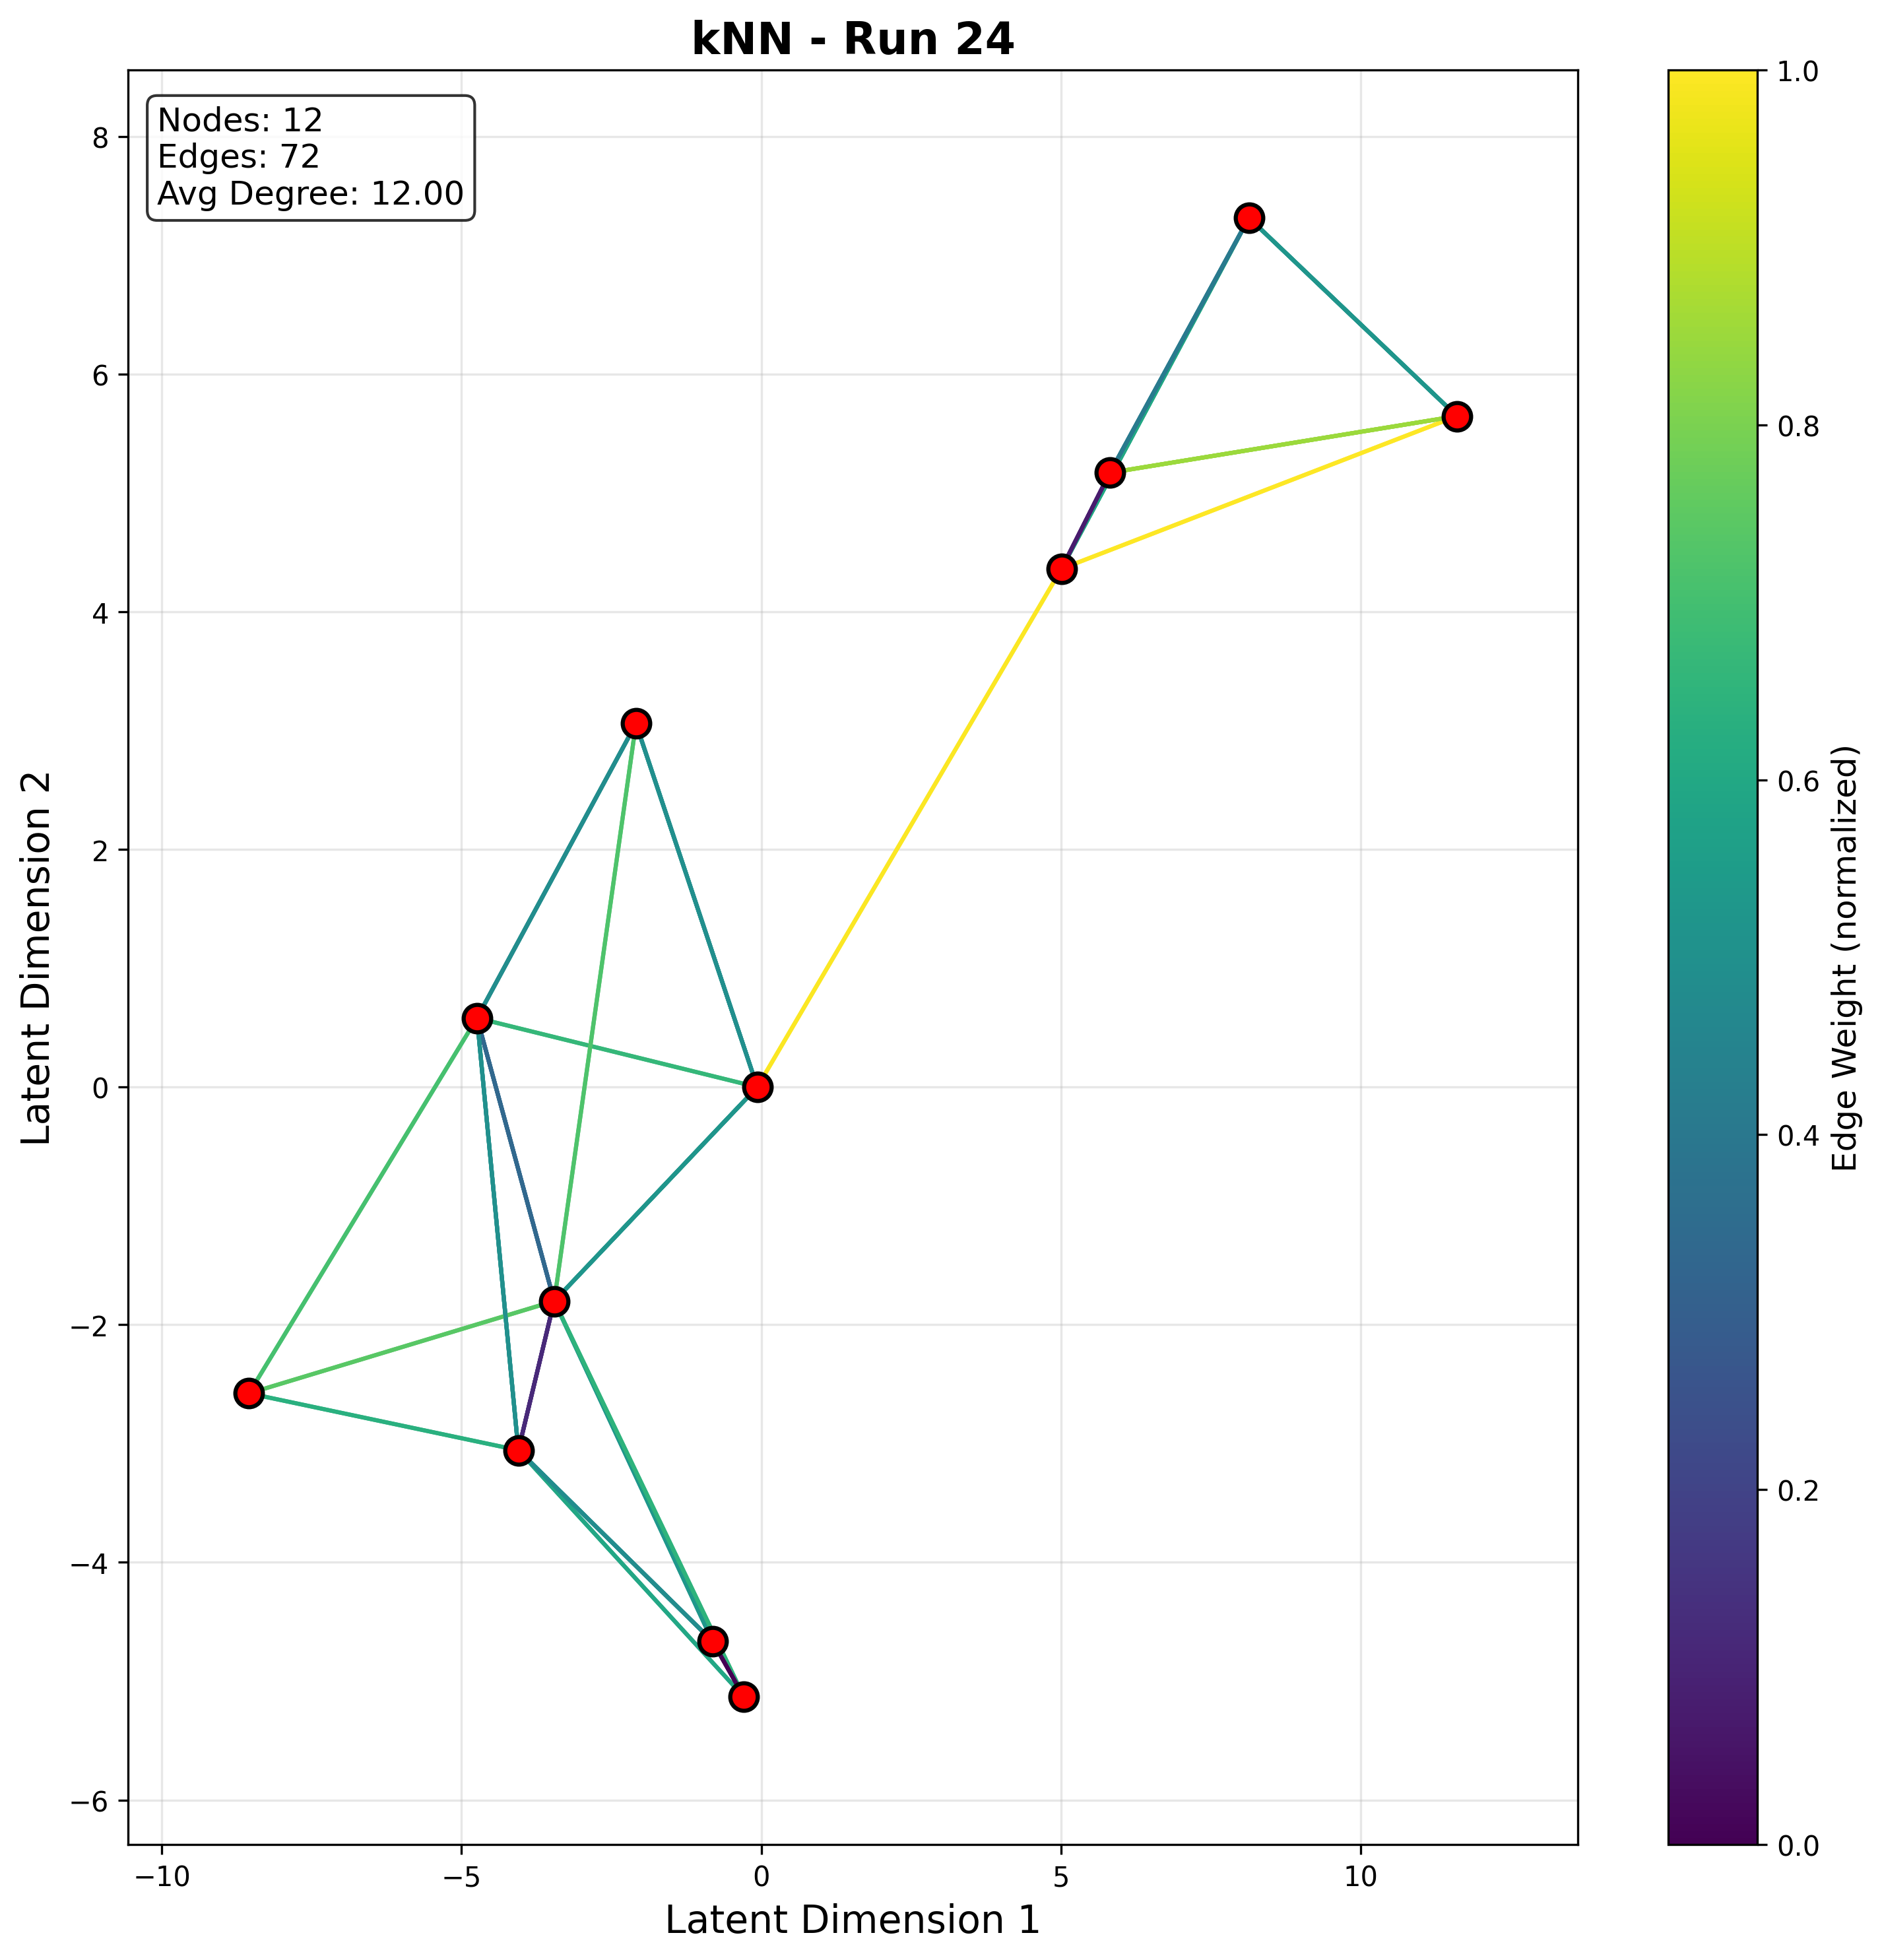 kNN - Run 24
Nodes: 12
Edges: 72
Avg Degree: 12.00
8
6
4
2
0
−2
−4
−6
−10
−5
0
5
10
Latent Dimension 1
Latent Dimension 2
1.0
0.8
0.6
0.4
0.2
0.0
Edge Weight (normalized)